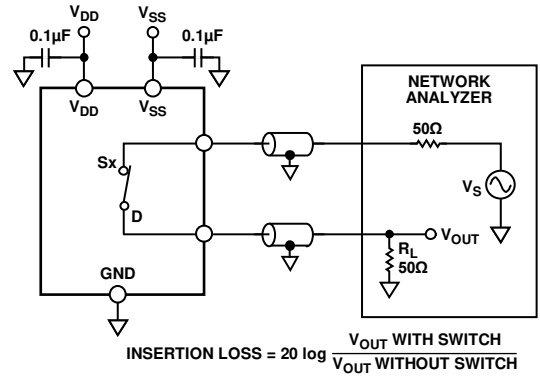 VDD VSS
0.1µF 0.1µF
VDD VSS
NETWORK
ANALYZER
50Ω
Sx
VS
D
VOUT
RL
50Ω
GND
INSERTION LOSS = 20 log VOUT WITH SWITCH
VOUT WITHOUT SWITCH